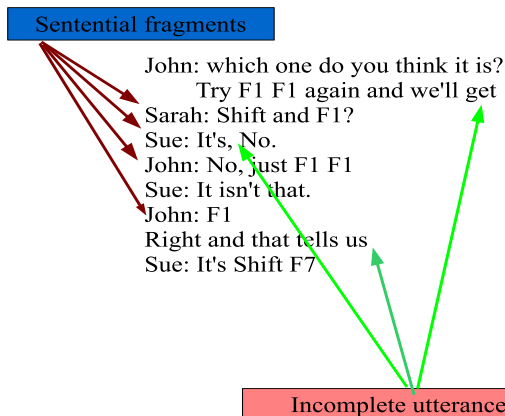 Sentential fragments
John: which one do you think it is?
Try F1 F1 again and we'll get
Sarah: Shift and F1?
Sue: It's, No.
John: No, just F1 F1
Sue: It isn't that.
John: F1
Right and that tells us
Sue: It's Shift F7
Incomplete utterance